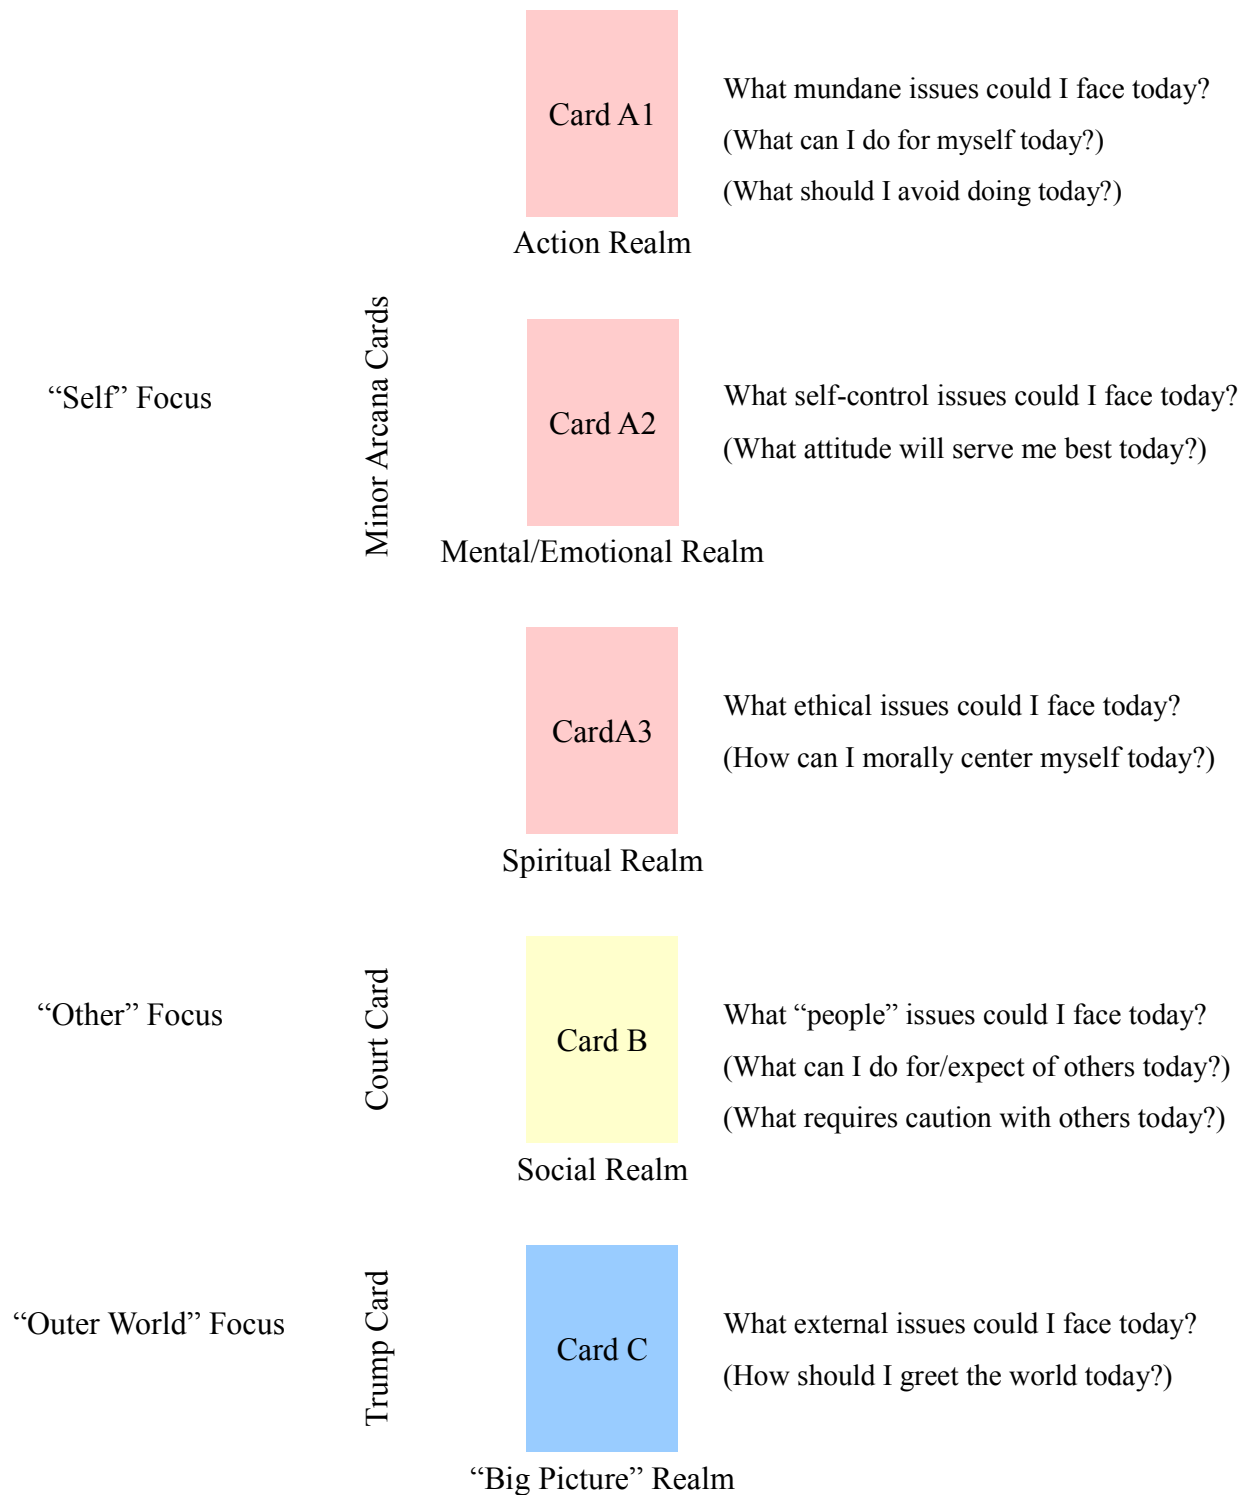 Card A1
What mundane issues could I face today?
(What can I do for myself today?)
(What should I avoid doing today?)
Action Realm
“Self” Focus
Minor Arcana Cards
Card A2
What self-control issues could I face today?
(What attitude will serve me best today?)
Mental/Emotional Realm
CardA3
What ethical issues could I face today?
(How can I morally center myself today?)
Spiritual Realm
“Other” Focus
Court Card
Card B
What “people” issues could I face today?
(What can I do for/expect of others today?)
(What requires caution with others today?)
Social Realm
“Outer World” Focus
Trump Card
Card C
What external issues could I face today?
(How should I greet the world today?)
“Big Picture” Realm